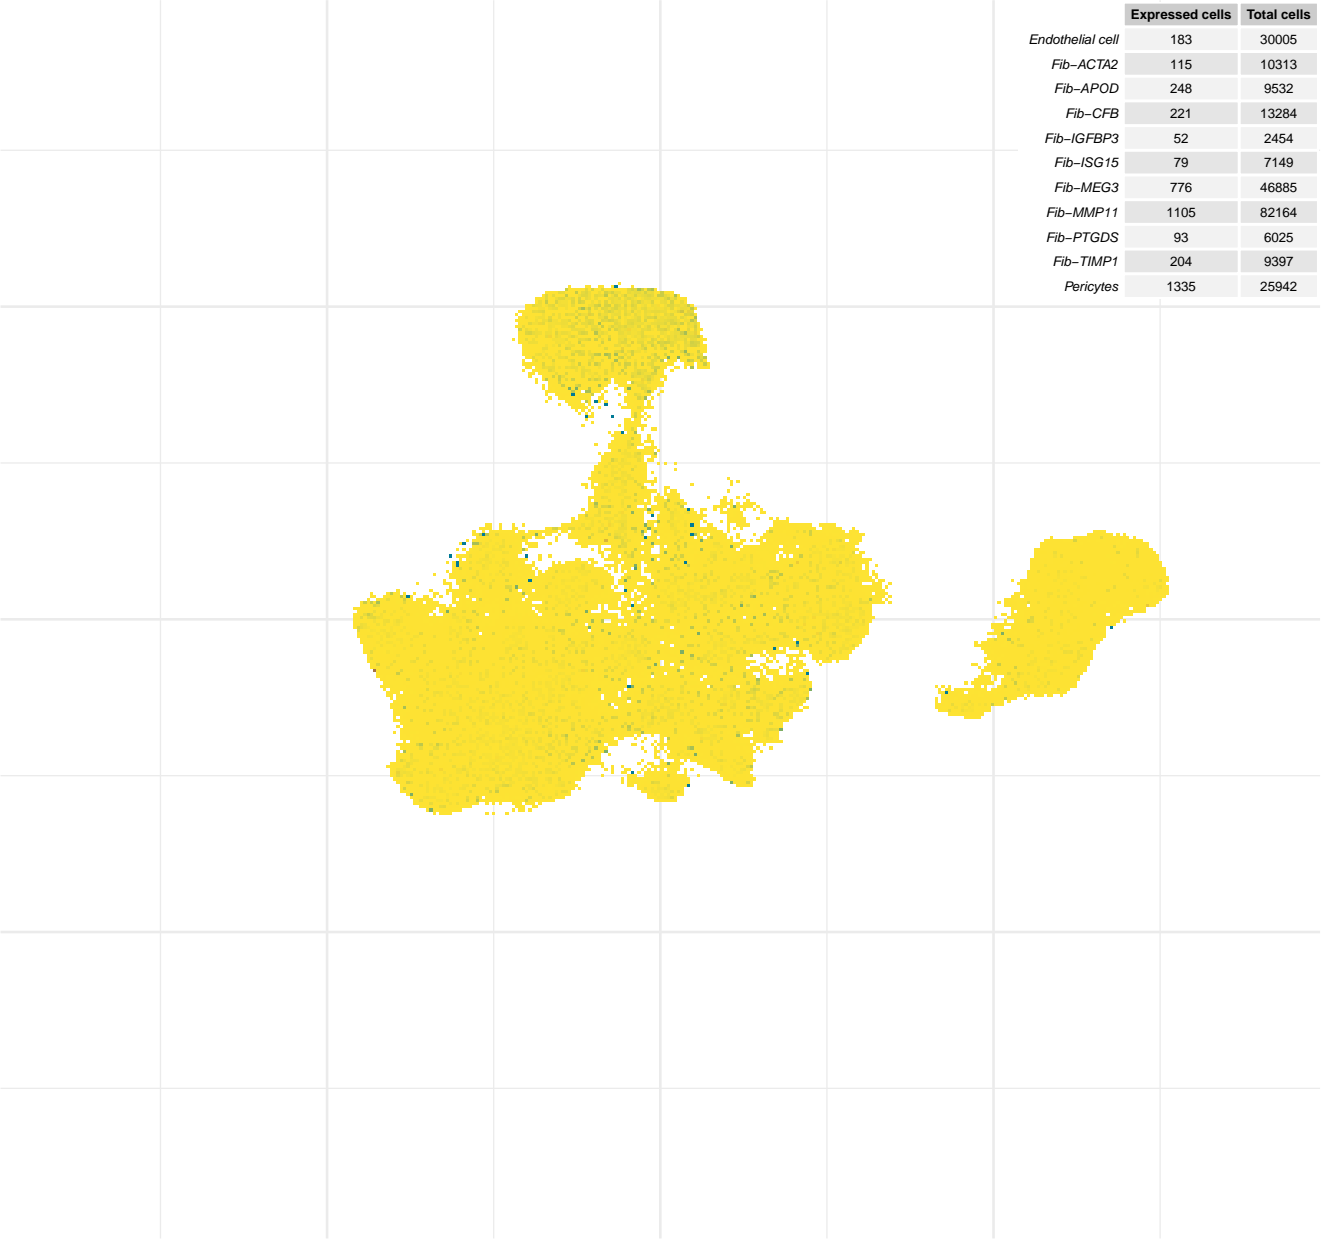 Expressed cells Total cells
Endothelial cell 183 30005
Fib−ACTA2 115 10313
Fib−APOD 248 9532
Fib−CFB 221 13284
Fib−IGFBP3 52 2454
Fib−ISG15 79 7149
Fib−MEG3 776 46885
Fib−MMP11 1105 82164
Fib−PTGDS 93 6025
Fib−TIMP1 204 9397
Pericytes 1335 25942